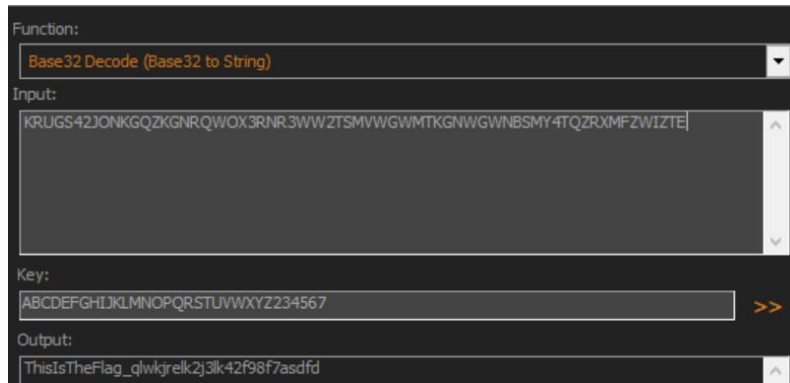 Function:
Base32 Decode (Base32 to String)
Input:
KRUGS42JONKGQZKGNRQWOX3RNR3WW2TSMVWGWMTKGNWGWNBSMY4TQZRXMFZWIZTE
Key:
ABCDEFGHIJKLMNOPQRSTUVWXYZ234567
>>
Output:
ThisIsTheFlag_qlwkjrelk2j3lk42f98f7asdfd